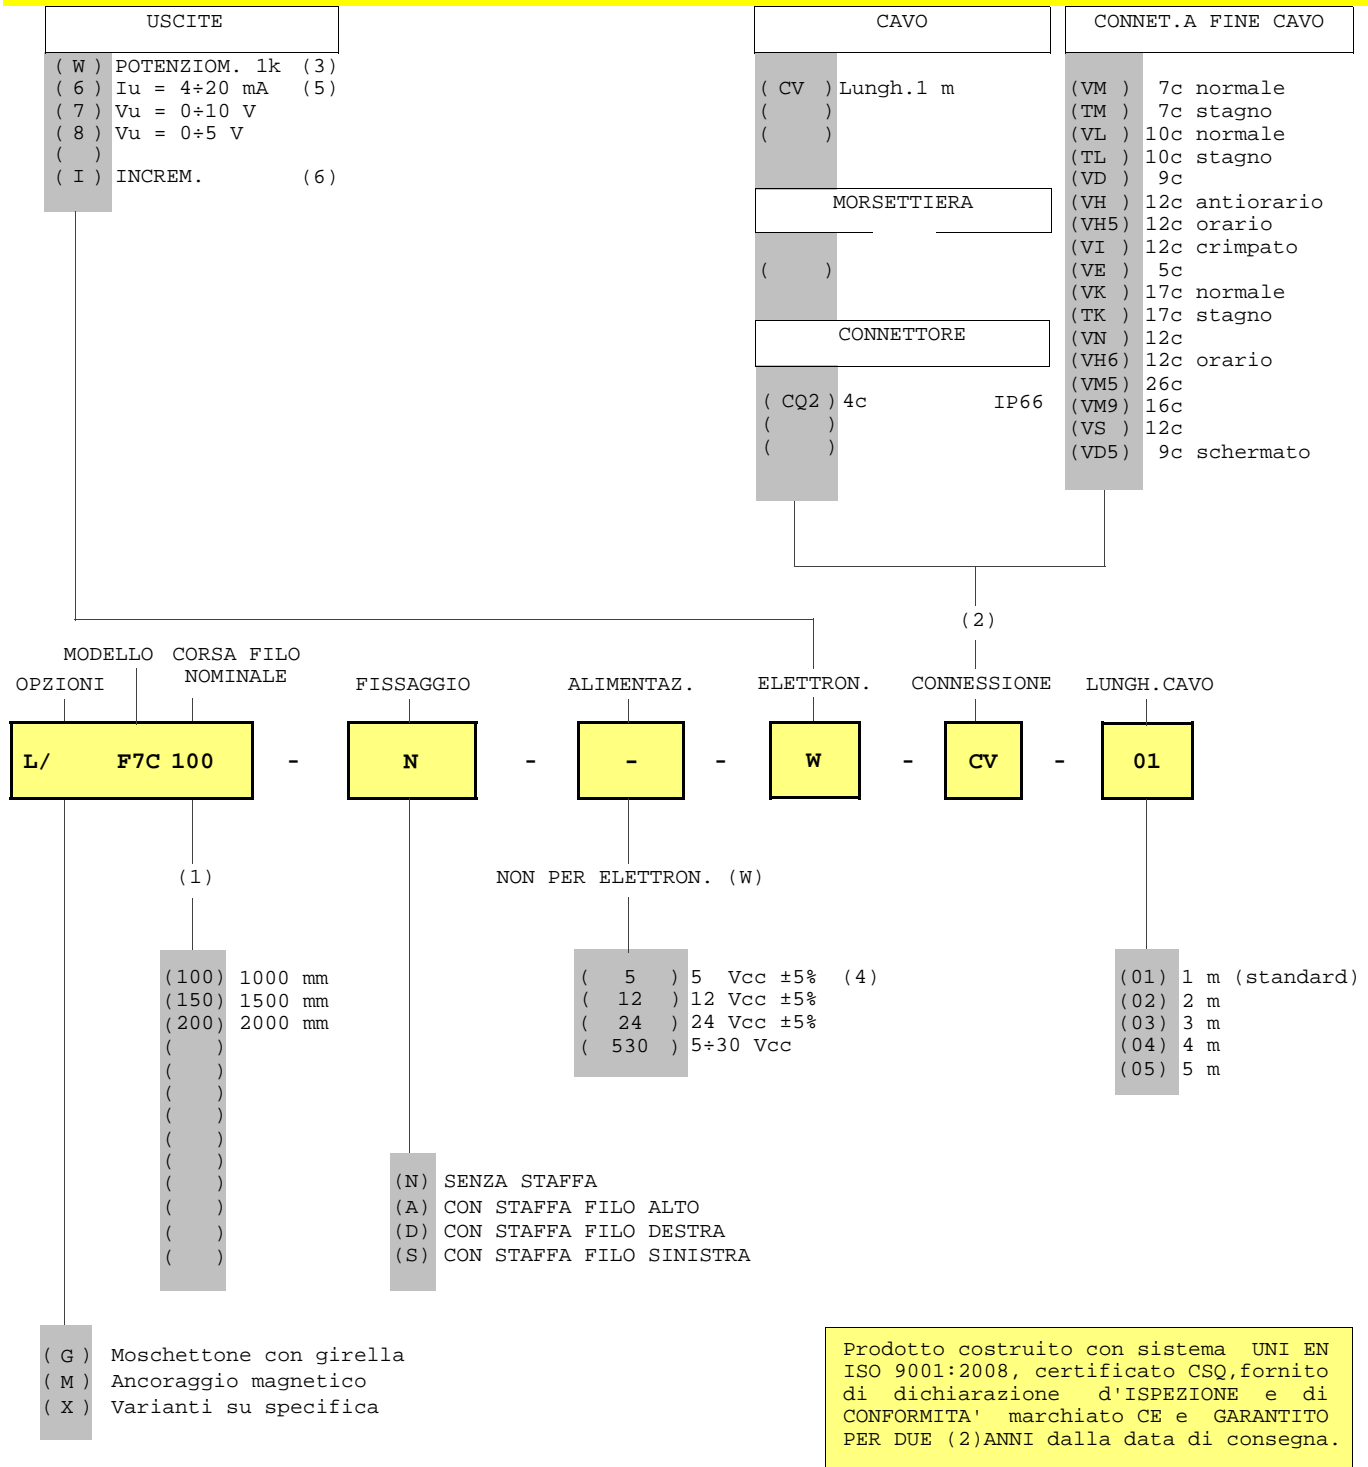 USCITE
( W ) POTENZIOM. 1k (3)
( 6 ) Iu = 4÷20 mA (5)
( 7 ) Vu = 0÷10 V
( 8 ) Vu = 0÷5 V
( )
( I ) INCREM. (6)
CAVO
( CV ) Lungh.1 m
( )
( )
MORSETTIERA
( )
CONNETTORE
( CQ2 ) 4c IP66
( )
( )
CONNET.A FINE CAVO
(VM ) 7c normale
(TM ) 7c stagno
(VL ) 10c normale
(TL ) 10c stagno
(VD ) 9c
(VH ) 12c antiorario
(VH5) 12c orario
(VI ) 12c crimpato
(VE ) 5c
(VK ) 17c normale
(TK ) 17c stagno
(VN ) 12c
(VH6) 12c orario
(VM5) 26c
(VM9) 16c
(VS ) 12c
(VD5) 9c schermato
(2)
MODELLO CORSA FILO
NOMINALE
OPZIONI FISSAGGIO ALIMENTAZ. ELETTRON. CONNESSIONE LUNGH.CAVO
L/ F7C 100 - N - - - W - CV - 01
(1)
NON PER ELETTRON. (W)
(100) 1000 mm
(150) 1500 mm
(200) 2000 mm
( )
( )
( )
( )
( )
( )
( )
( )
( )
( )
( 5 ) 5 Vcc ±5% (4)
( 12 ) 12 Vcc ±5%
( 24 ) 24 Vcc ±5%
( 530 ) 5÷30 Vcc
(01) 1 m (standard)
(02) 2 m
(03) 3 m
(04) 4 m
(05) 5 m
(N) SENZA STAFFA
(A) CON STAFFA FILO ALTO
(D) CON STAFFA FILO DESTRA
(S) CON STAFFA FILO SINISTRA
( G ) Moschettone con girella
( M ) Ancoraggio magnetico
( X ) Varianti su specifica
Prodotto costruito con sistema UNI EN
ISO 9001:2008, certificato CSQ,fornito
di dichiarazione d'ISPEZIONE e di
CONFORMITA' marchiato CE e GARANTITO
PER DUE (2)ANNI dalla data di consegna.